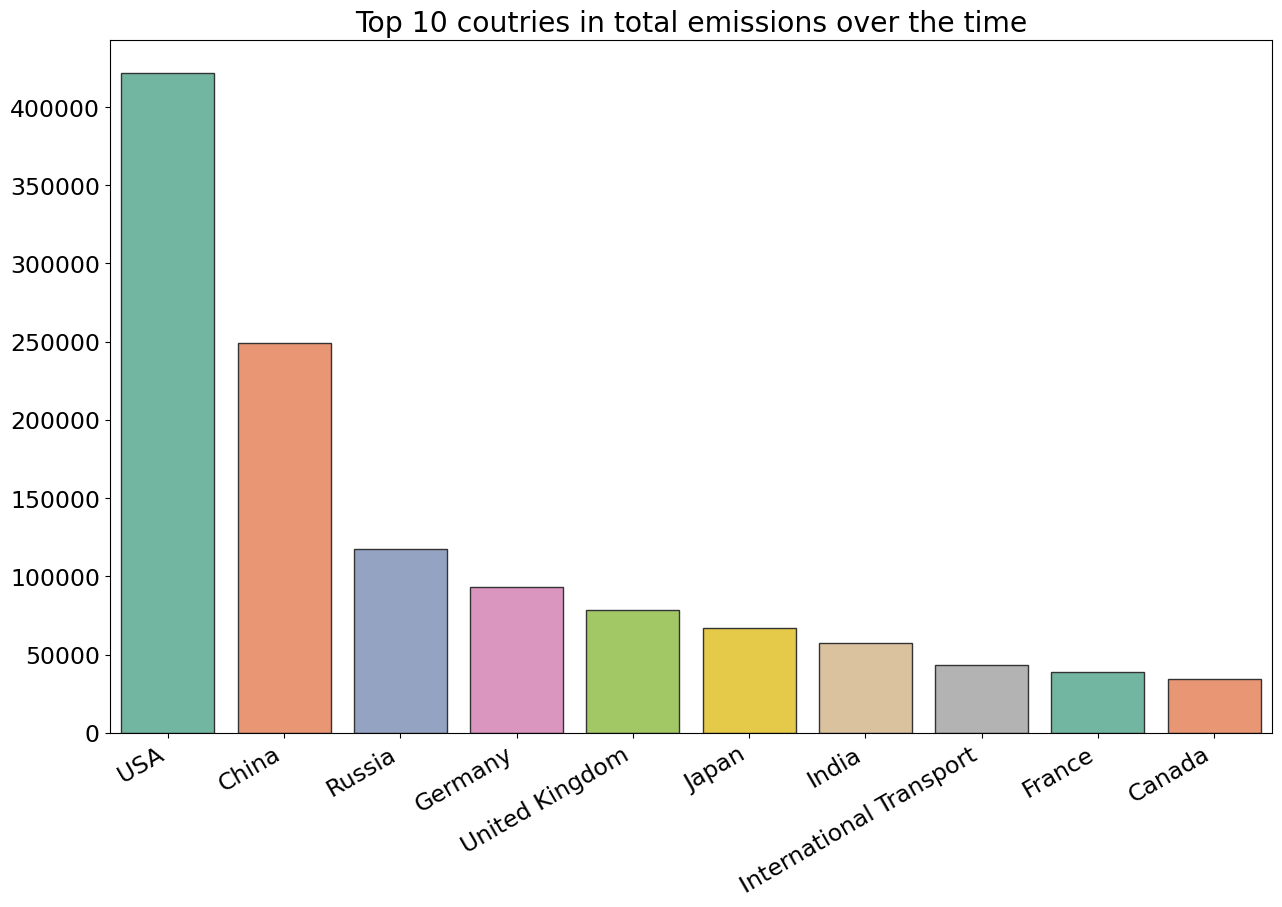 Top 10 coutries in total emissions over the time
400000
350000
300000
250000
200000
150000
100000
50000
0
USA
China
Russia
Germany
United Kingdom
Japan
India
International Transport
France
Canada